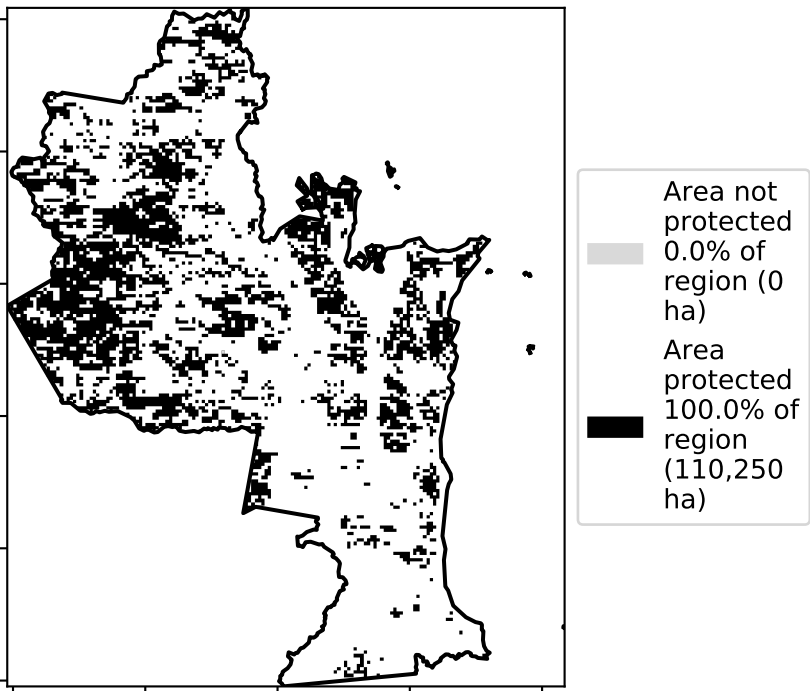 Area not
protected
0.0% of
region (0
ha)
Area
protected
100.0% of
region
(110,250
ha)